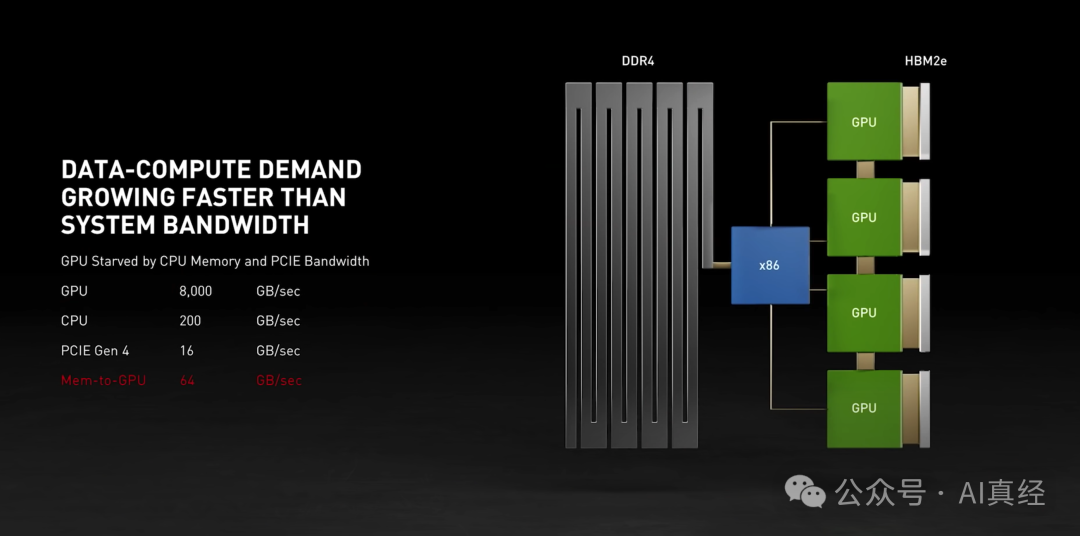 DATA-COMPUTE DEMAND
GROWING FASTER THAN
SYSTEM BANDWIDTH
GPU Starved by CPU Memory and PCIE Bandwidth
GPU 8,000 GB/sec
CPU 200 GB/sec
PCIE Gen 4 16 GB/sec
Mem-to-GPU 64 GB/sec
DDR4
HBM2e
x86
GPU
GPU
GPU
GPU
公众号 · AI真经